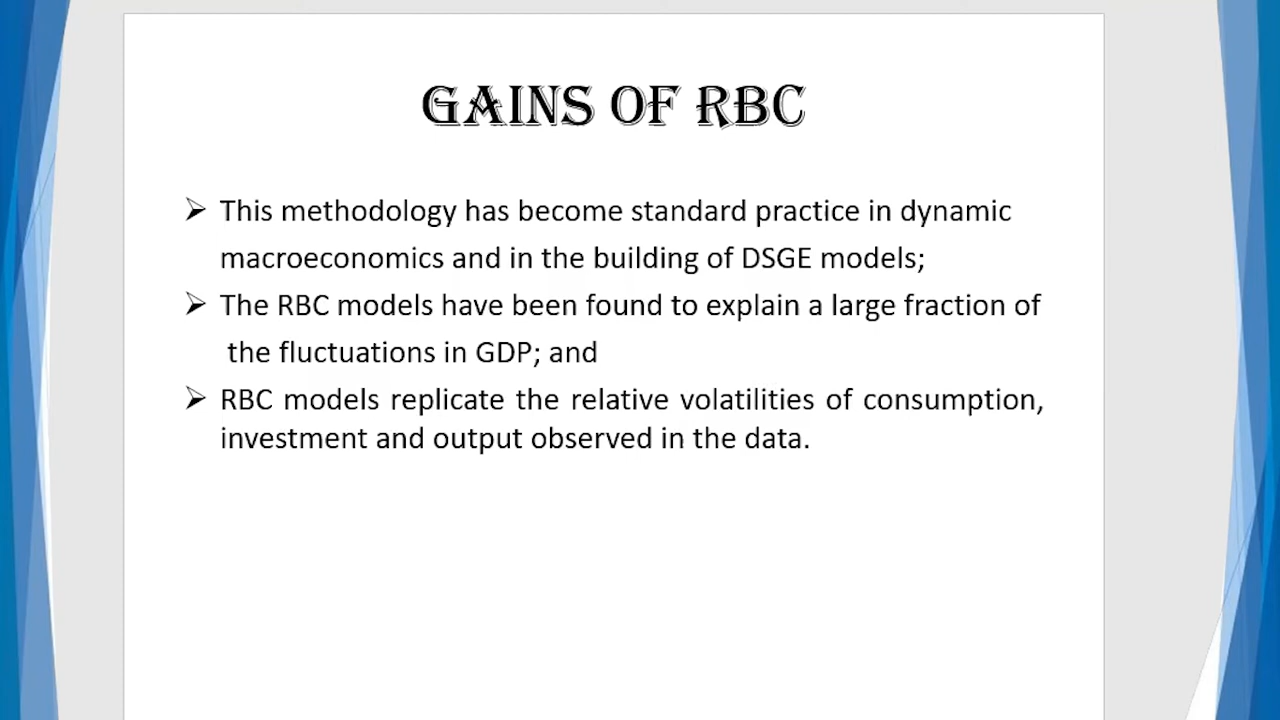 GAINS OF RBC
➢ This methodology has become standard practice in dynamic
macroeconomics and in the building of DSGE models;
➢ The RBC models have been found to explain a large fraction of
the fluctuations in GDP; and
➢ RBC models replicate the relative volatilities of consumption,
investment and output observed in the data.